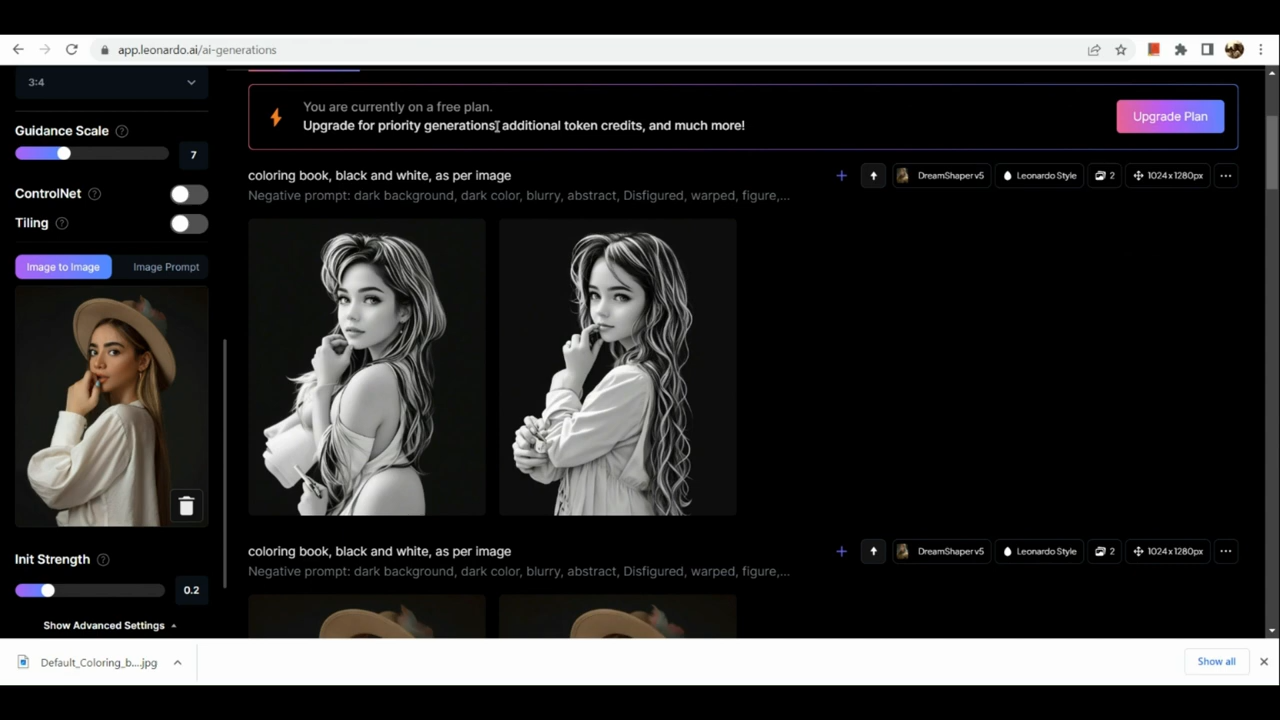 app.leonardo.ai/ai-generations
3:4
Guidance Scale
7
ControlNet
Tiling
Image to Image
Image Prompt
Init Strength
0.2
Show Advanced Settings
You are currently on a free plan.
Upgrade for priority generations, additional token credits, and much more!
Upgrade Plan
coloring book, black and white, as per image
DreamShaper v5
Leonardo Style
2
1024x1280px
Negative prompt: dark background, dark color, blurry, abstract, Disfigured, warped, figure,...
coloring book, black and white, as per image
DreamShaper v5
Leonardo Style
2
1024x1280px
Negative prompt: dark background, dark color, blurry, abstract, Disfigured, warped, figure,...
Default_Coloring_b....jpg
Show all